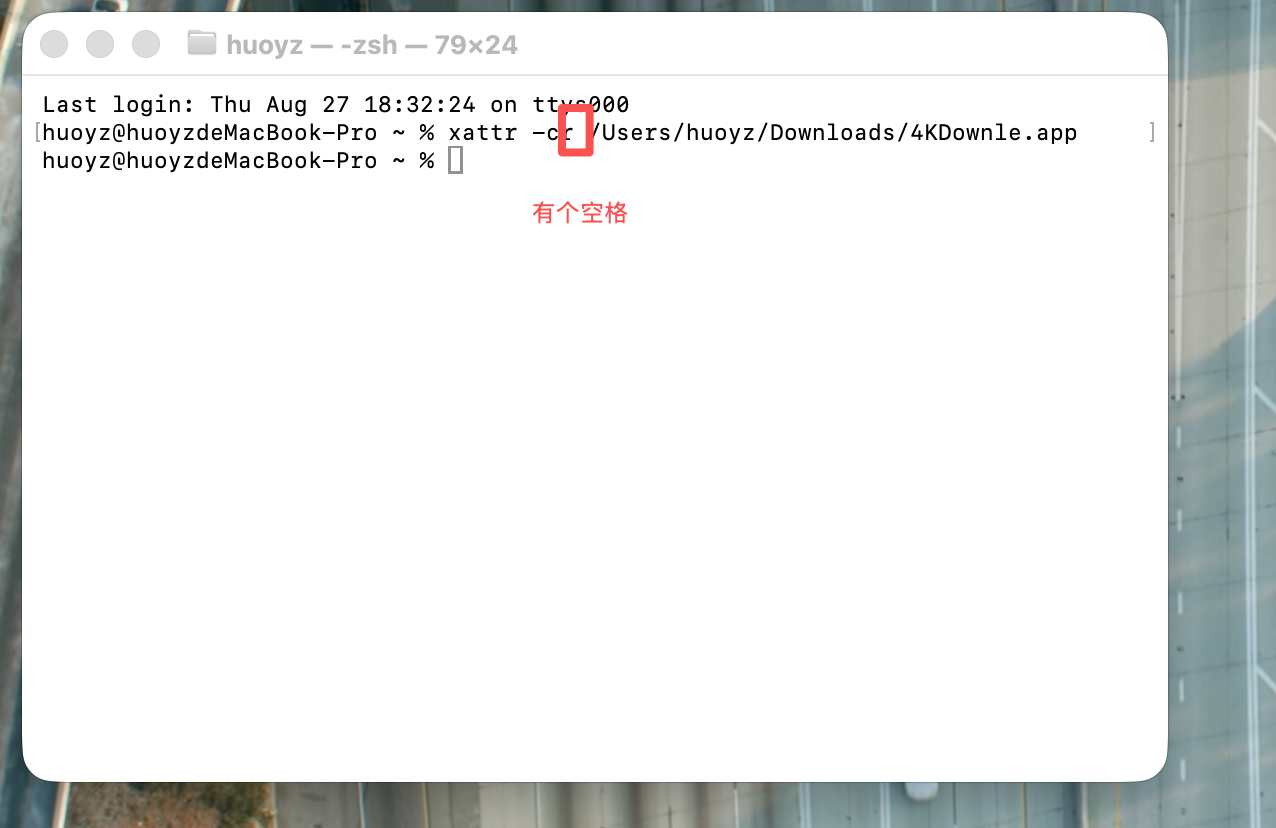 huoyz — -zsh — 79×24
Last login: Thu Aug 27 18:32:24 on ttys000
[huoyz@huoyzdeMacBook-Pro ~ % xattr -cr /Users/huoyz/Downloads/4KDownle.app ]
huoyz@huoyzdeMacBook-Pro ~ %
有个空格